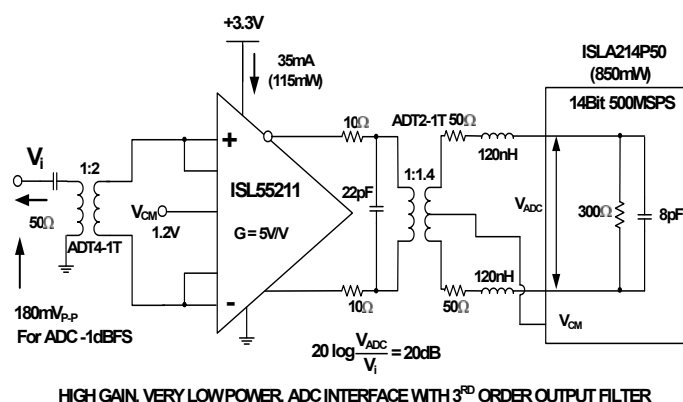 +3.3V
35mA
(115mW)
ISLA214P50
(850mW)
14Bit 500MSPS
10Ω
ADT2-1T
50Ω
120nH
Vi
1:2
+
ISL55211
22pF
1:1.4
VADC
300Ω
8pF
50Ω
ADT4-1T
VCM
1.2V
G = 5V/V
120nH
-
10Ω
50Ω
VCM
180mVP-P
For ADC -1dBFS
20 log VADC/Vi = 20dB
HIGH GAIN, VERY LOW POWER, ADC INTERFACE WITH 3RD ORDER OUTPUT FILTER